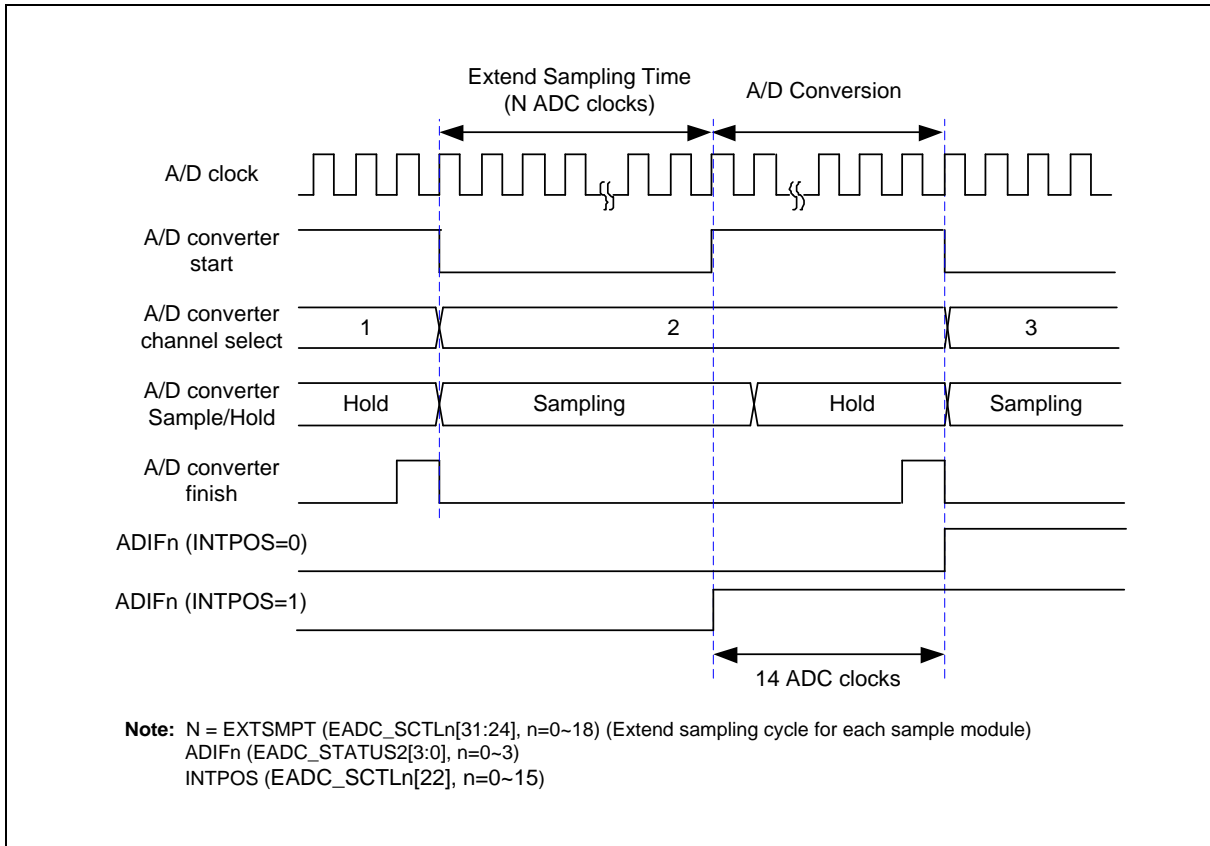 Extend Sampling Time
(N ADC clocks)
A/D Conversion
A/D clock
A/D converter
start
A/D converter
channel select
1
2
3
A/D converter
Sample/Hold
Hold
Sampling
Hold
Sampling
A/D converter
finish
ADIFn (INTPOS=0)
ADIFn (INTPOS=1)
14 ADC clocks
Note: N = EXTSMPT (EADC_SCTLn[31:24], n=0~18) (Extend sampling cycle for each sample module)
ADIFn (EADC_STATUS2[3:0], n=0~3)
INTPOS (EADC_SCTLn[22], n=0~15)